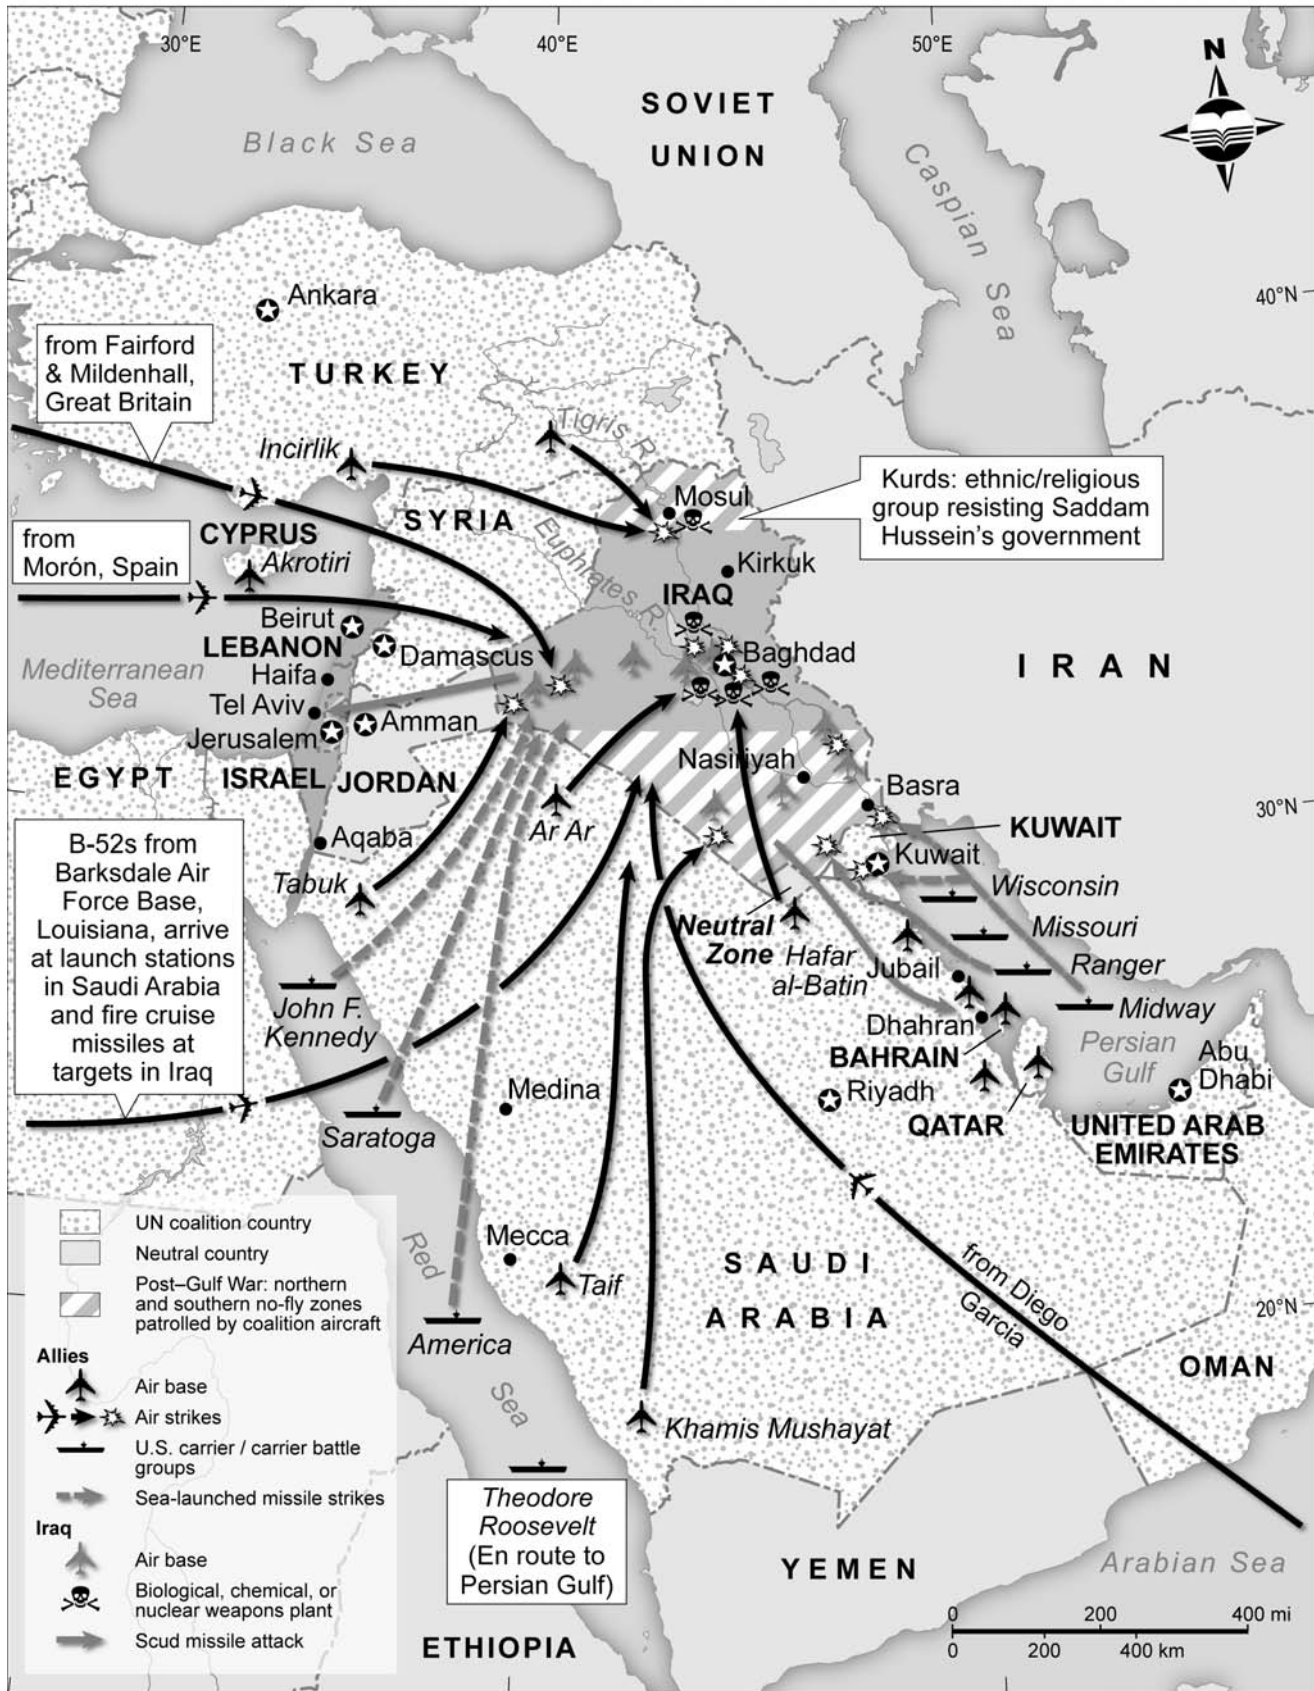 30°E
40°E
50°E
N
SOVIET
UNION
Black Sea
Caspian Sea
40°N
Ankara
from Fairford
& Mildenhall,
Great Britain
TURKEY
Incirlik
Tigris R.
Mosul
Kurds: ethnic/religious
group resisting Saddam
Hussein's government
SYRIA
CYPRUS
Akrotiri
from
Morón, Spain
Euphrates R.
Kirkuk
IRAQ
Beirut
LEBANON
Damascus
Baghdad
IRAN
Mediterranean
Sea
Haifa
Tel Aviv
Amman
Jerusalem
EGYPT
ISRAEL
JORDAN
Nasiriyah
Basra
30°N
KUWAIT
Kuwait
B-52s from
Barksdale Air
Force Base,
Louisiana, arrive
at launch stations
in Saudi Arabia
and fire cruise
missiles at
targets in Iraq
Aqaba
Tabuk
Ar Ar
Wisconsin
Neutral
Zone
Hafar
al-Batin
Missouri
Jubail
Ranger
John F.
Kennedy
Midway
Dhahran
BAHRAIN
Persian
Gulf
Abu
Dhabi
Medina
Riyadh
QATAR
UNITED ARAB
EMIRATES
Saratoga
Mecca
Taif
Red
Sea
SAUDI
ARABIA
from Diego
Garcia
20°N
America
OMAN
Khamis Mushayat
Theodore
Roosevelt
(En route to
Persian Gulf)
YEMEN
Arabian Sea
ETHIOPIA
UN coalition country
Neutral country
Post–Gulf War: northern
and southern no-fly zones
patrolled by coalition aircraft
Allies
Air base
Air strikes
U.S. carrier / carrier battle
groups
Sea-launched missile strikes
Iraq
Air base
Biological, chemical, or
nuclear weapons plant
Scud missile attack
0 200 400 mi
0 200 400 km